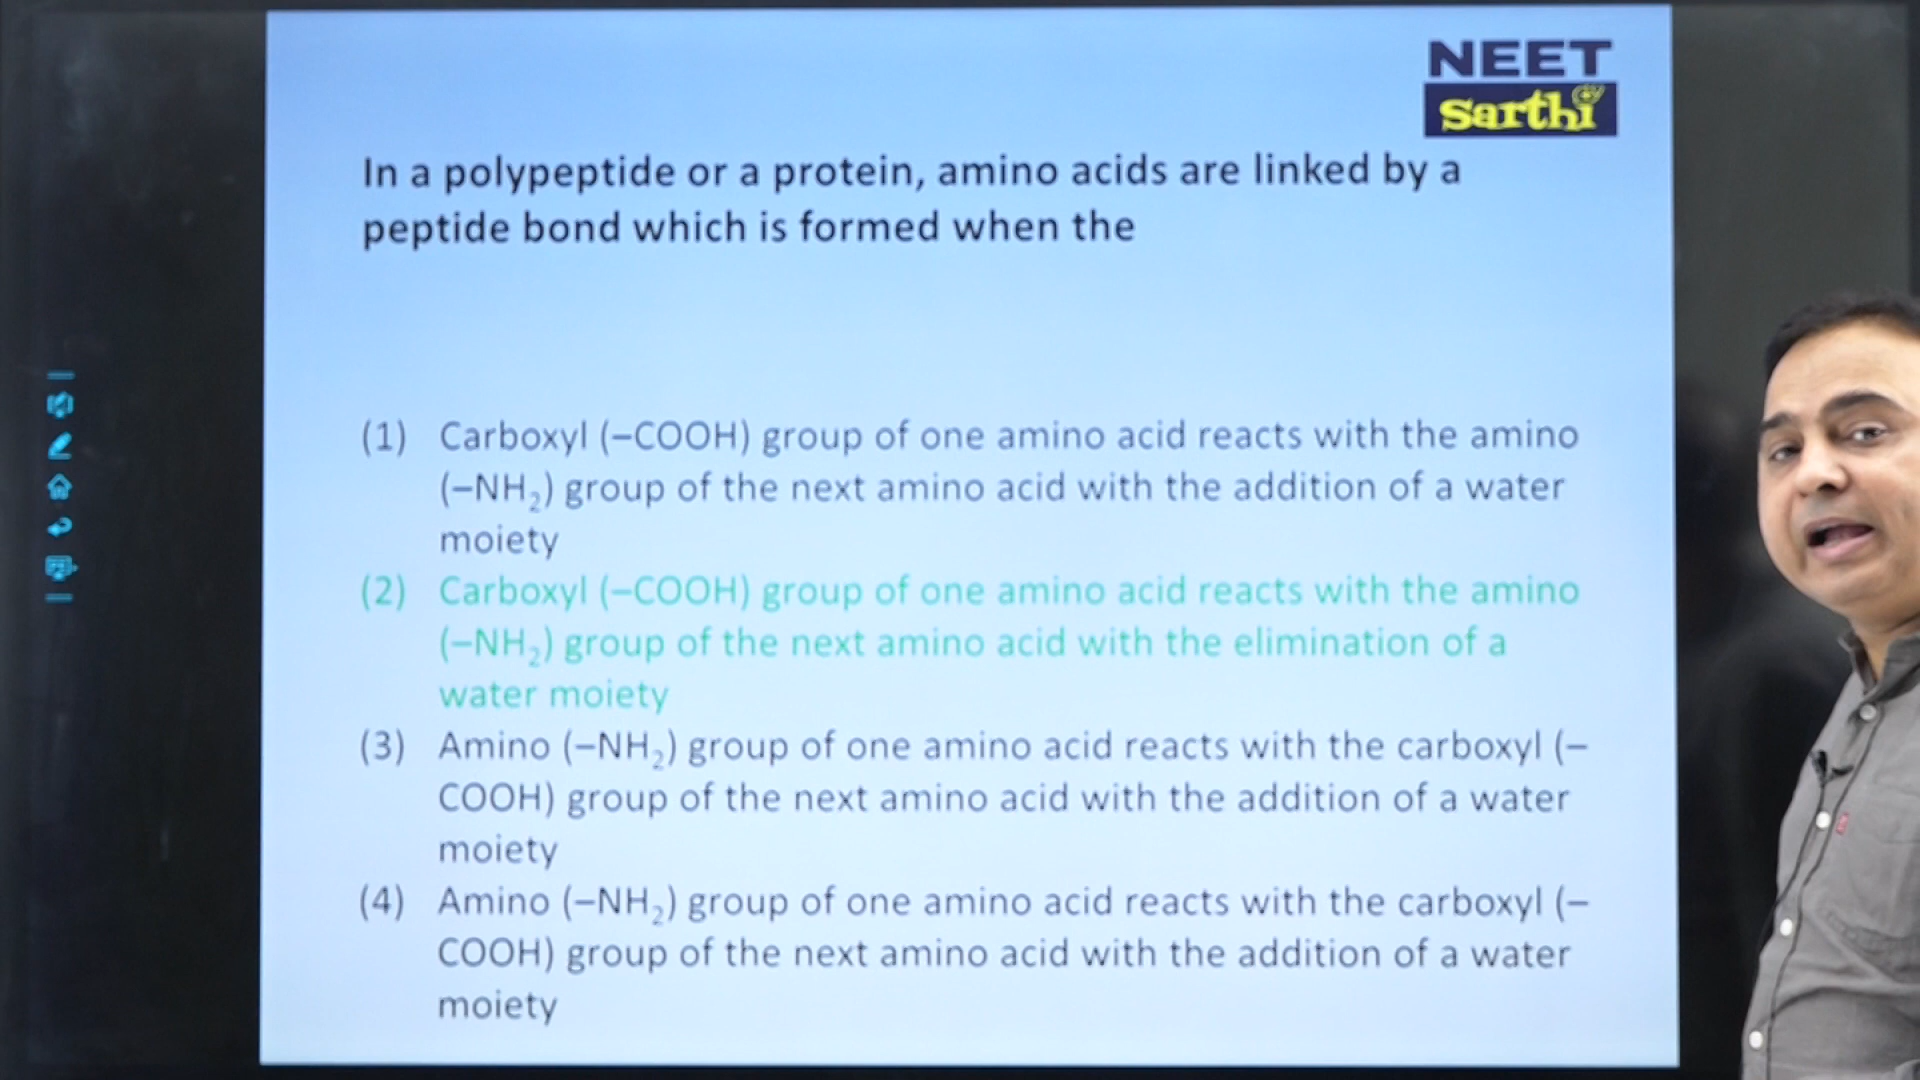 NEET
Sarthi
In a polypeptide or a protein, amino acids are linked by a
peptide bond which is formed when the
(1) Carboxyl (–COOH) group of one amino acid reacts with the amino
(–NH₂) group of the next amino acid with the addition of a water
moiety
(2) Carboxyl (–COOH) group of one amino acid reacts with the amino
(–NH₂) group of the next amino acid with the elimination of a
water moiety
(3) Amino (–NH₂) group of one amino acid reacts with the carboxyl (–
COOH) group of the next amino acid with the addition of a water
moiety
(4) Amino (–NH₂) group of one amino acid reacts with the carboxyl (–
COOH) group of the next amino acid with the addition of a water
moiety